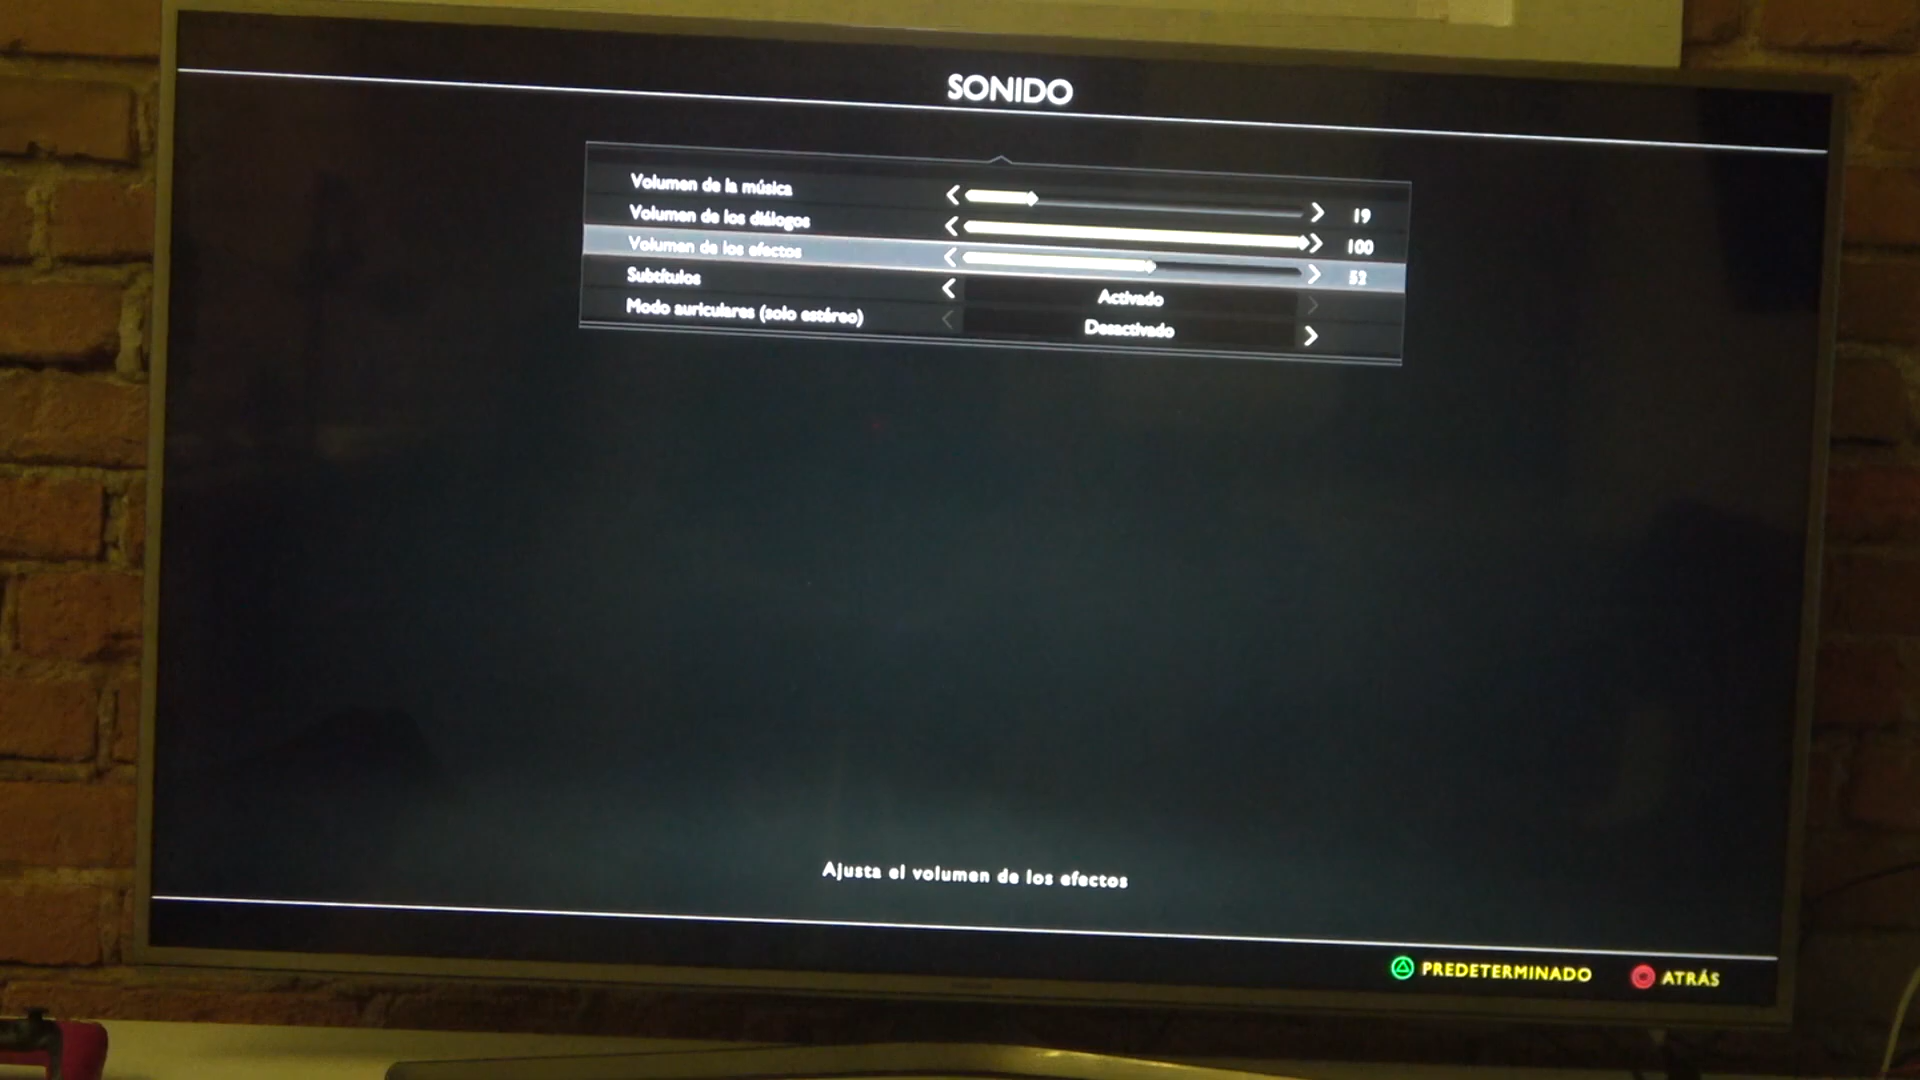 SONIDO
Volumen de la música 19
Volumen de los diálogos 100
Volumen de los efectos 52
Subtítulos Activado
Modo auriculares (solo estéreo) Desactivado
Ajusta el volumen de los efectos
PREDETERMINADO ATRÁS